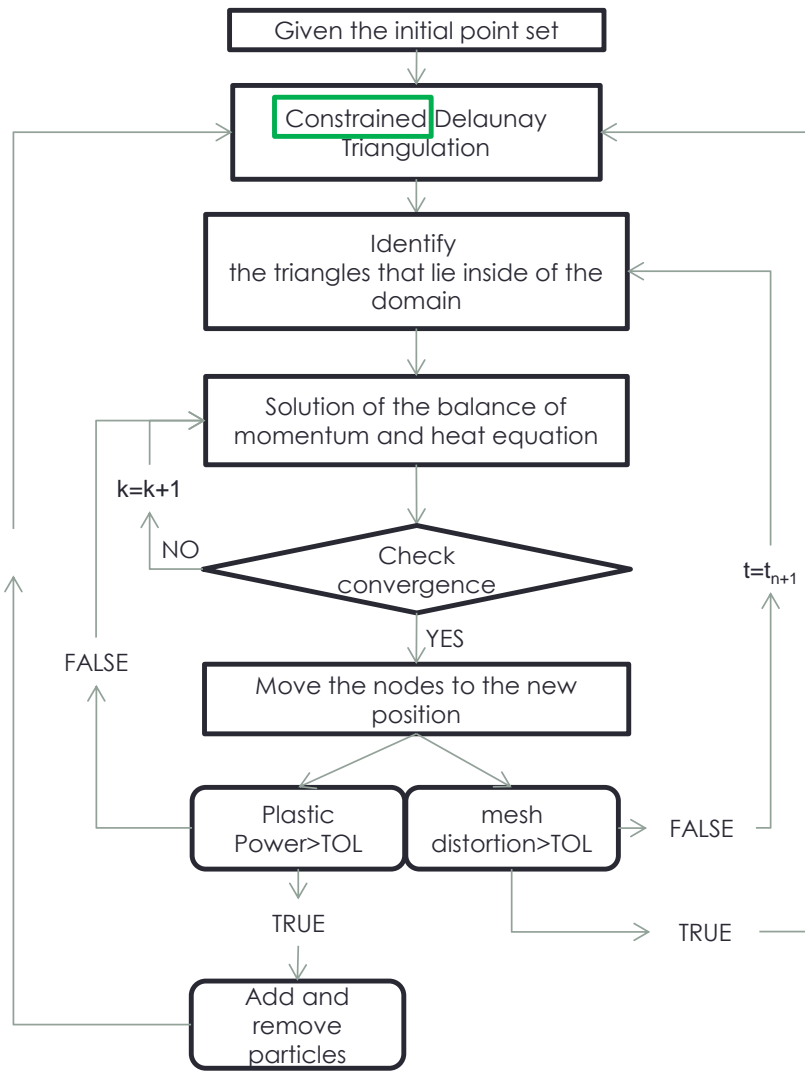 Given the initial point set
Constrained Delaunay
Triangulation
Identify
the triangles that lie inside of the
domain
Solution of the balance of
momentum and heat equation
k=k+1
NO
Check
convergence
t=tn+1
YES
FALSE
Move the nodes to the new
position
Plastic
Power>TOL
mesh
distortion>TOL
FALSE
TRUE
TRUE
Add and
remove
particles